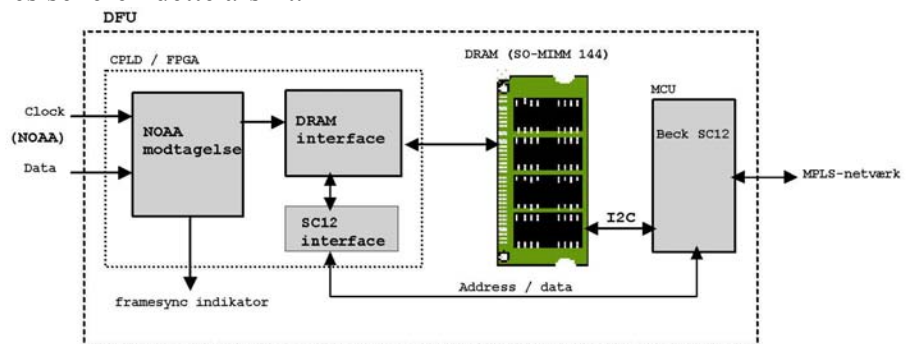 DFU
CPLD / FPGA
DRAM (SO-MIMM 144)
MCU
Clock
(NOAA)
Data
NOAA
modtagelse
DRAM
interface
SC12
interface
Beck SC12
MPLS-netværk
I2C
Address / data
framesync indikator